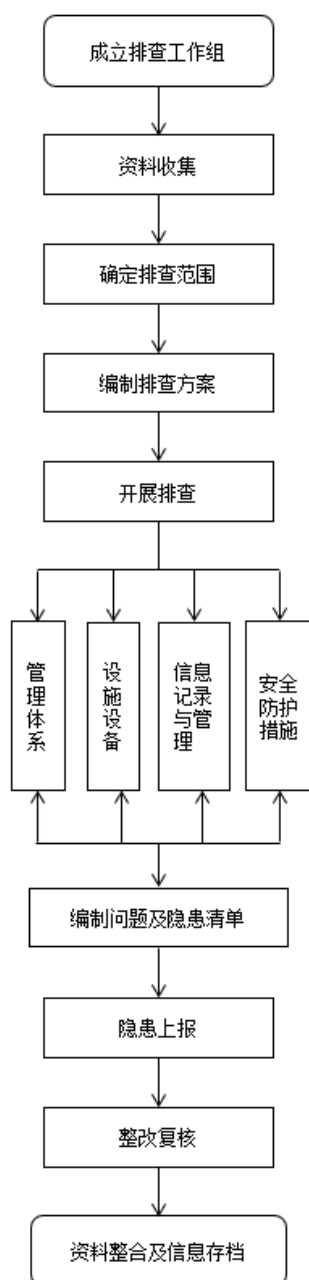 成立排查工作组
资料收集
确定排查范围
编制排查方案
开展排查
管理体系
设施设备
信息
记录
与管
理
安全
防护
措施
编制问题及隐患清单
隐患上报
整改复核
资料整合及信息存档